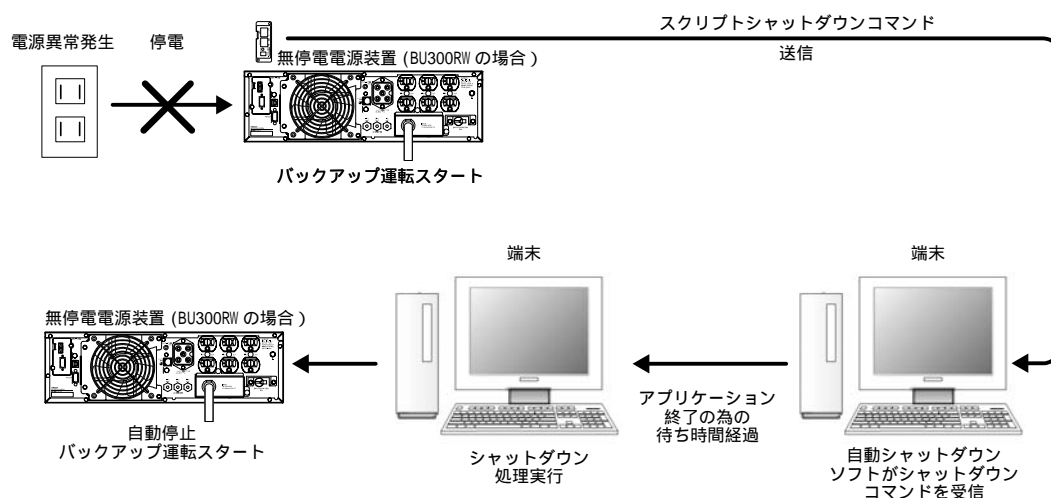 スクリプトシャットダウンコマンド
送信
電源異常発生
停電
無停電電源装置 (BU300RW の場合)
バックアップ運転スタート
端末
端末
無停電電源装置 (BU300RW の場合)
自動停止
バックアップ運転スタート
シャットダウン
処理実行
アプリケーション
終了の為の
待ち時間経過
自動シャットダウン
ソフトがシャットダウン
コマンドを受信